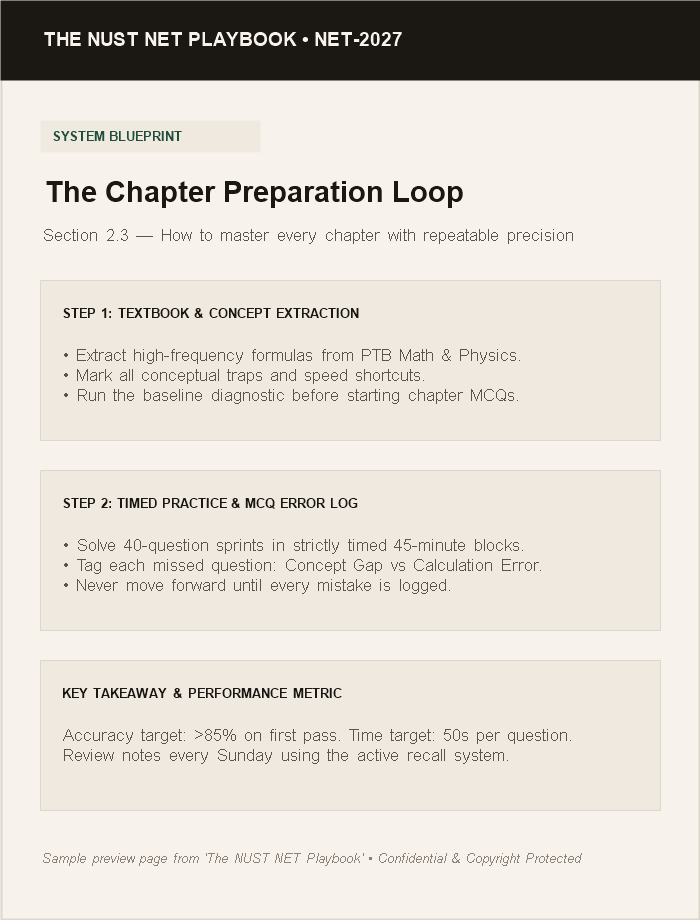 THE NUST NET PLAYBOOK • NET-2027
SYSTEM BLUEPRINT
The Chapter Preparation Loop
Section 2.3 — How to master every chapter with repeatable precision
STEP 1: TEXTBOOK & CONCEPT EXTRACTION
• Extract high-frequency formulas from PTB Math & Physics.
• Mark all conceptual traps and speed shortcuts.
• Run the baseline diagnostic before starting chapter MCQs.
STEP 2: TIMED PRACTICE & MCQ ERROR LOG
• Solve 40-question sprints in strictly timed 45-minute blocks.
• Tag each missed question: Concept Gap vs Calculation Error.
• Never move forward until every mistake is logged.
KEY TAKEAWAY & PERFORMANCE METRIC
Accuracy target: >85% on first pass. Time target: 50s per question.
Review notes every Sunday using the active recall system.
Sample preview page from 'The NUST NET Playbook' • Confidential & Copyright Protected